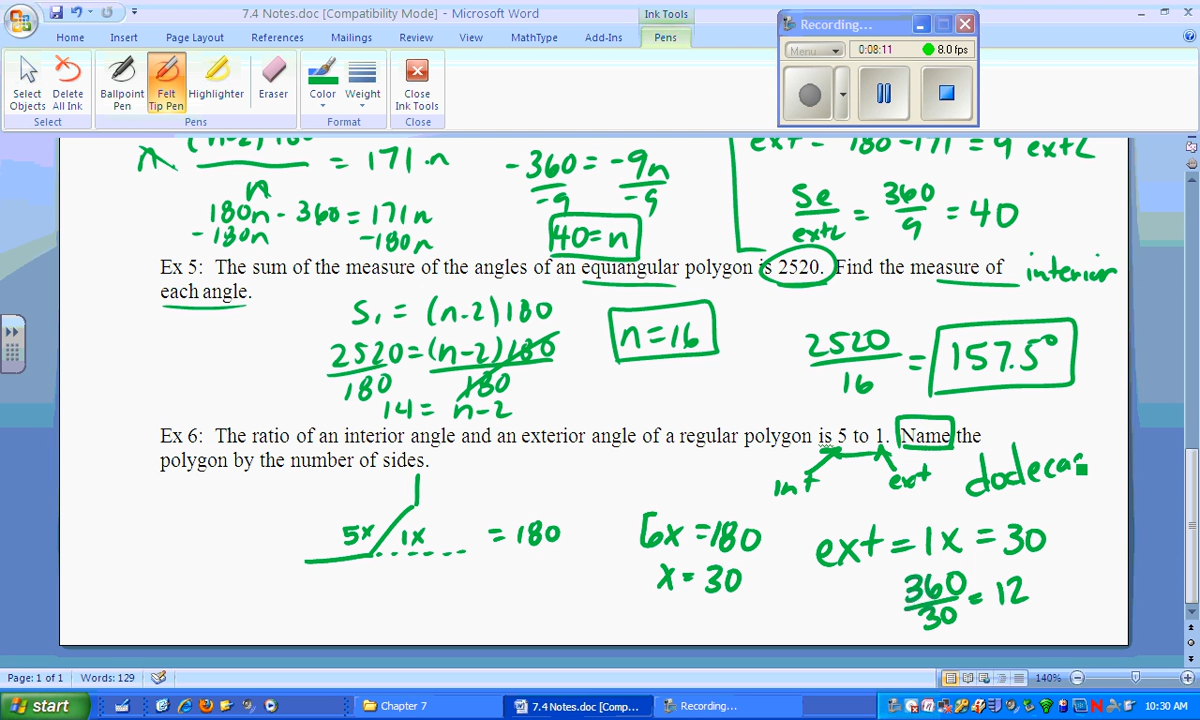 7.4 Notes.doc [Compatibility Mode] - Microsoft Word
Ink Tools
Recording...
Home Insert Page Layout References Mailings Review View MathType Add-Ins Pens
Menu 0:08:11 8.0 fps
Select Objects
Delete All Ink
Ballpoint Pen
Felt Tip Pen
Highlighter
Eraser
Color
Weight
Close Ink Tools
Select Pens Format Close
(n-2)180 / n = 171·n
180n - 360 = 171n
-180n -180n
-360 = -9n
-9 -9
40=n
ext = 180-171 = 9 ext∠
Se / ext∠ = 360 / 9 = 40
Ex 5: The sum of the measure of the angles of an equiangular polygon is 2520. Find the measure of interior
each angle.
Si = (n-2)180
2520 = (n-2)180
180 180
14 = n-2
n=16
2520 / 16 = 157.5°
Ex 6: The ratio of an interior angle and an exterior angle of a regular polygon is 5 to 1. Name the
polygon by the number of sides.
int ext
dodeca
5x 1x = 180
6x = 180
x = 30
ext = 1x = 30
360 / 30 = 12
Page: 1 of 1 Words: 129 140%
start Chapter 7 7.4 Notes.doc [Comp... Recording... 10:30 AM